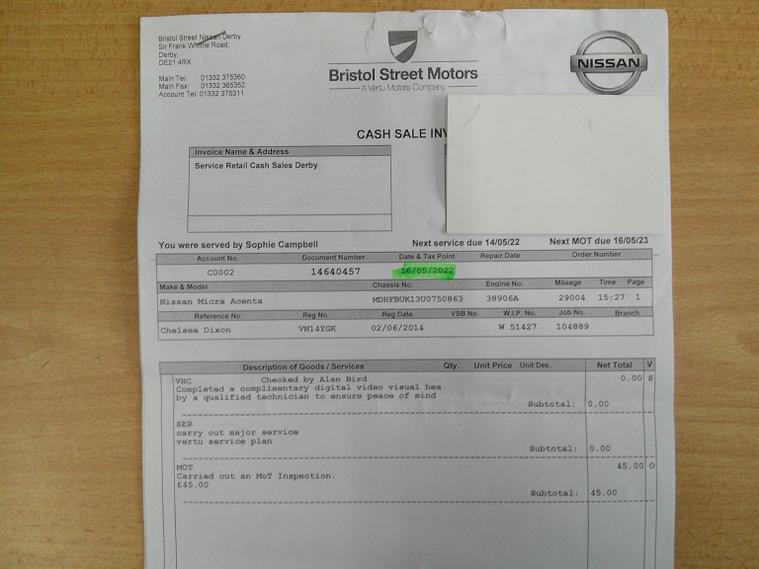 Bristol Street Nissan Derby
Sir Frank Whittle Road,
Derby,
DE21 4RX
Main Tel: 01332 375360
Main Fax: 01332 365352
Account Tel: 01332 375311
Bristol Street Motors
A Vertu Motors Company
NISSAN
CASH SALE INV
Invoice Name & Address
Service Retail Cash Sales Derby
You were served by Sophie Campbell Next service due 14/05/22 Next MOT due 16/05/23
Account No. Document Number Date & Tax Point Repair Date Order Number
C0002 14640457 16/05/2022
Make & Model Chassis No. Engine No. Mileage Time Page
Nissan Micra Acenta MDHFBUK13U0750863 38906A 29004 15:27 1
Reference No. Reg No. Reg Date. VSB No. W.I.P. No. Job No. Branch
Chelsea Dixon VN14YGK 02/06/2014 W 51427 104889
Description of Goods / Services Qty. Unit Price Unit Des. Net Total V
VHC Checked by Alan Bird 0.00 S
Completed a complimentary digital video visual hea
by a qualified technician to ensure peace of mind
Subtotal: 0.00
SER
carry out major service
vertu service plan
Subtotal: 0.00
MOT 45.00 O
Carried out an MoT Inspection.
£45.00
Subtotal: 45.00